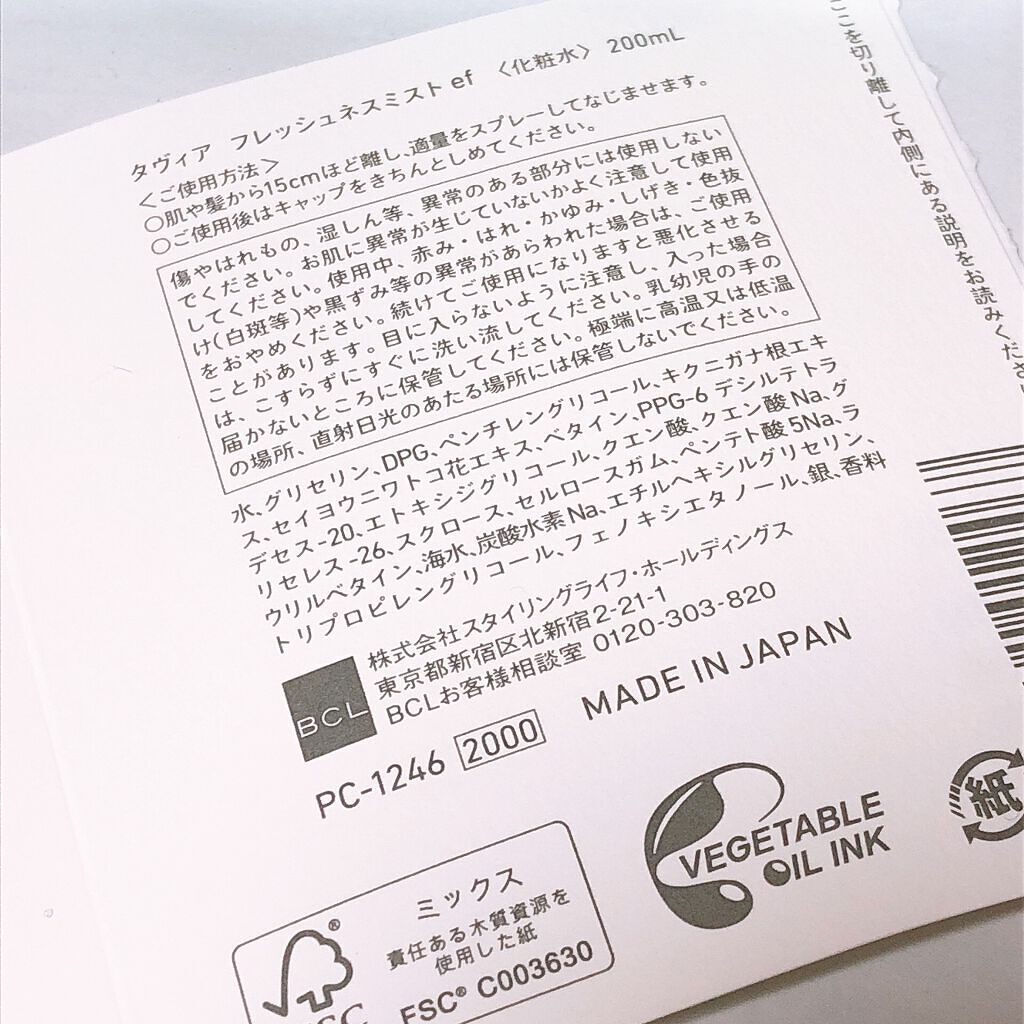 タヴィア フレッシュネスミスト ef 〈化粧水〉 200mL
＜ご使用方法＞
○肌や髪から15cmほど離し、適量をスプレーしてなじませます。
○ご使用後はキャップをきちんとしめてください。
傷やはれもの、湿しん等、異常のある部分には使用しない
でください。お肌に異常が生じていないかよく注意して使用
してください。使用中、赤み・はれ・かゆみ・しげき・色抜
け(白斑等)や黒ずみ等の異常があらわれた場合は、ご使用
をおやめください。続けてご使用になりますと悪化させる
ことがあります。目に入らないように注意し、入った場合
は、こすらずにすぐに洗い流してください。乳幼児の手の
届かないところに保管してください。極端に高温又は低温
の場所、直射日光のあたる場所には保管しないでください。
水、グリセリン、DPG、ペンチレングリコール、キクニガナ根エキ
ス、セイヨウニワトコ花エキス、ベタイン、PPG-6 デシルテトラ
デセス-20、エトキシジグリコール、クエン酸、クエン酸Na、グ
リセレス-26、スクロース、セルロースガム、ペンテト酸5Na、ラ
ウリルベタイン、海水、炭酸水素Na、エチルヘキシルグリセリン、
トリプロピレングリコール、フェノキシエタノール、銀、香料
BCL
株式会社スタイリングライフ・ホールディングス
東京都新宿区北新宿2-21-1
BCLお客様相談室 0120-303-820
PC-1246 2000 MADE IN JAPAN
VEGETABLE
OIL INK
紙
ミックス
責任ある木質資源を
使用した紙
FSC® C003630
FSC
ここを切り離して内側にある説明をお読みくださ